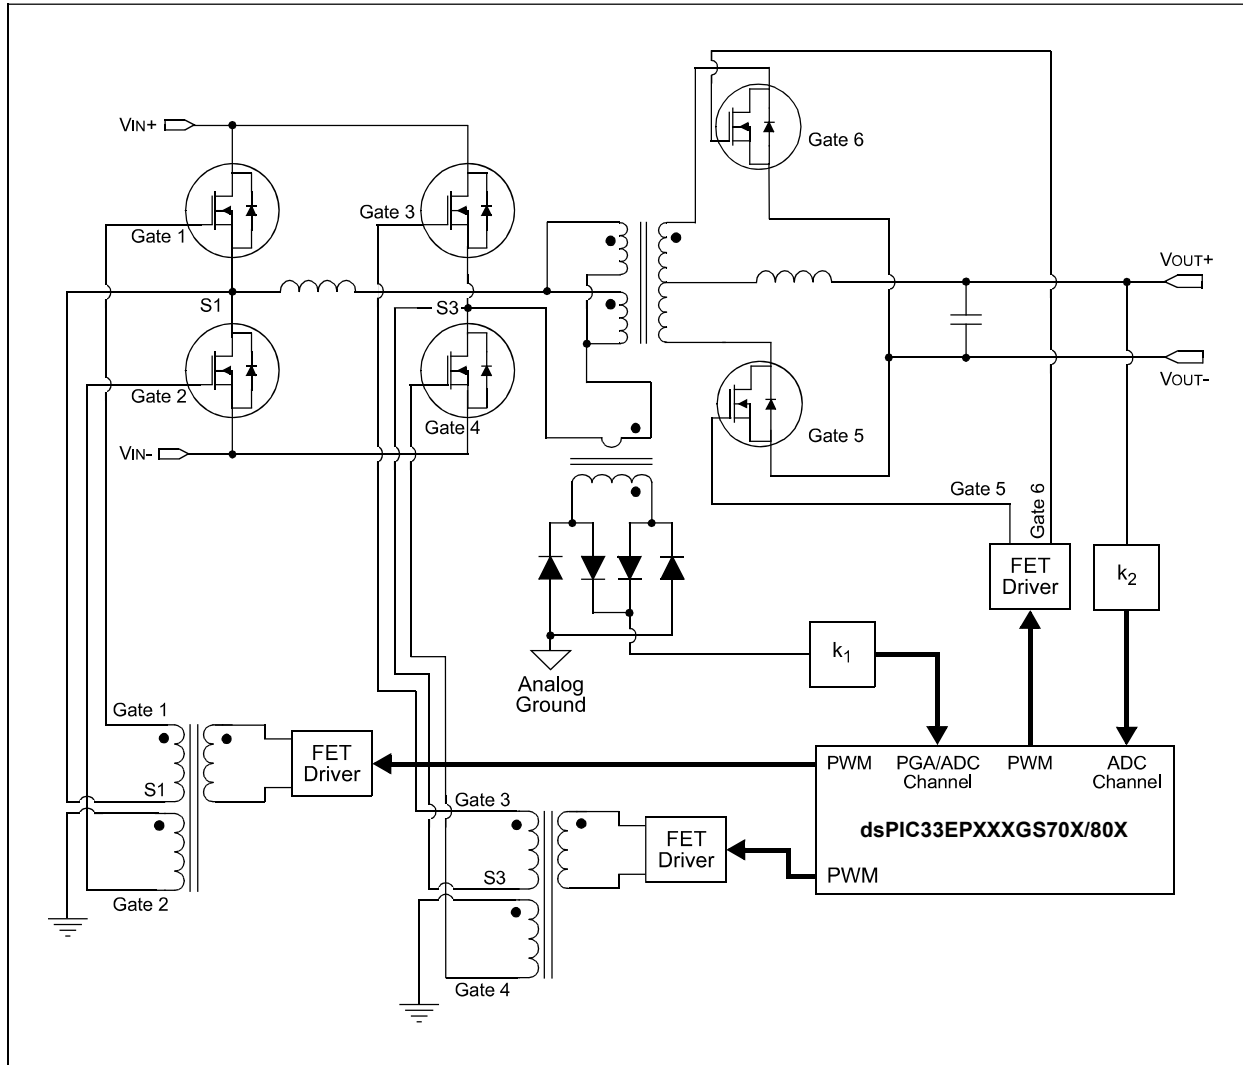 VIN+
Gate 1
Gate 3
Gate 6
S1
S3
VOUT+
Gate 2
Gate 4
VOUT-
VIN-
Gate 5
Gate 5
Gate 6
FET
Driver
k2
k1
Analog
Ground
Gate 1
FET
Driver
S1
Gate 2
Gate 3
FET
Driver
S3
Gate 4
PWM
PGA/ADC
Channel
PWM
ADC
Channel
dsPIC33EPXXXGS70X/80X
PWM